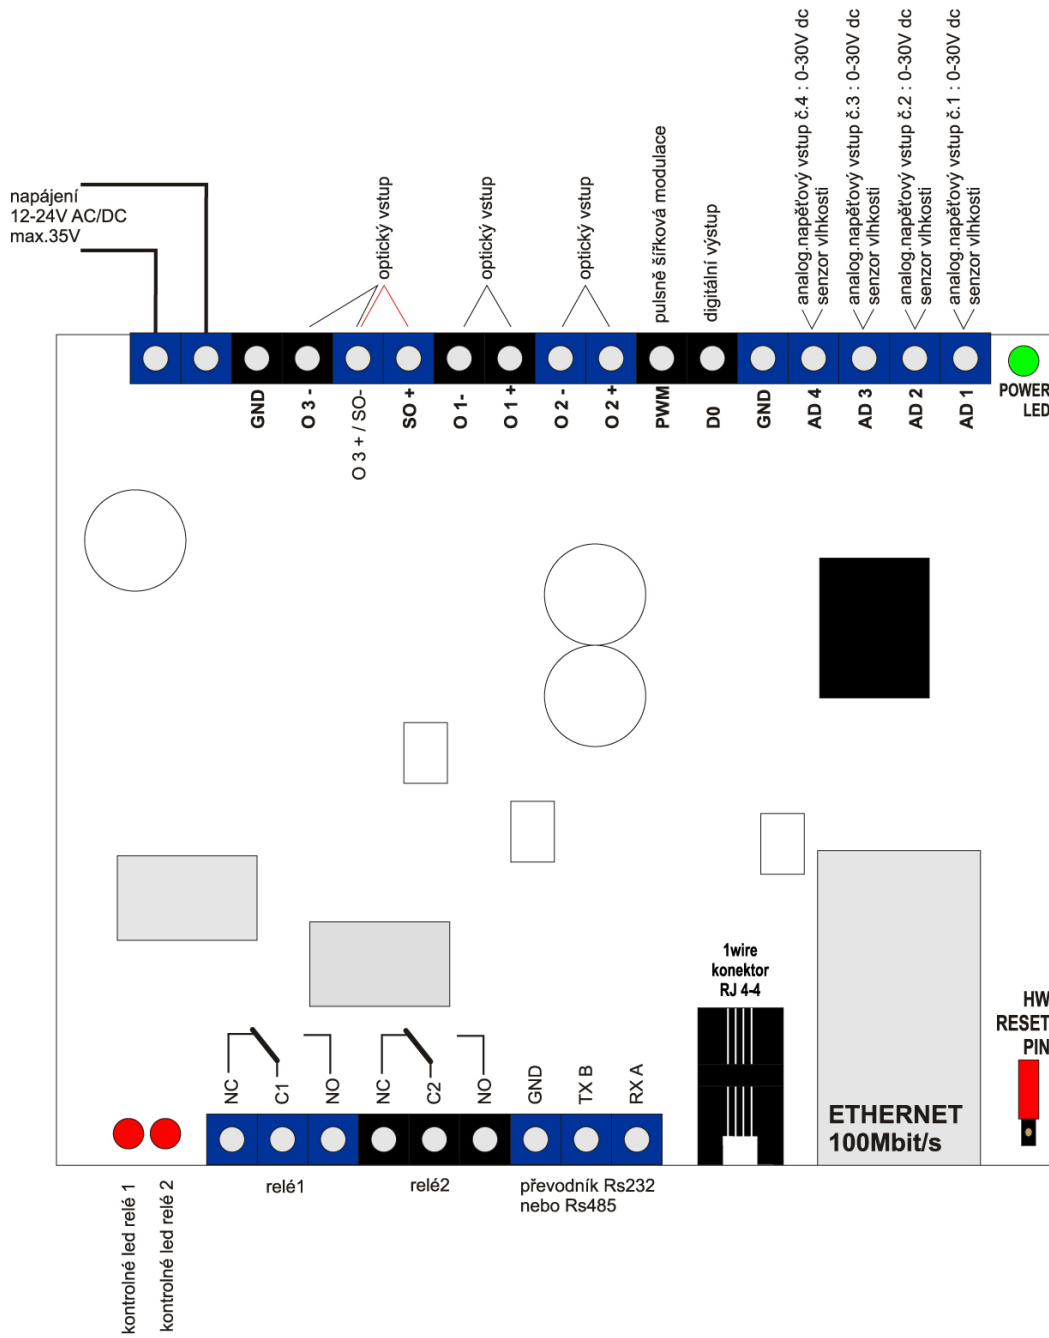 analog.napěťový vstup č.4 : 0-30V dc
senzor vlhkosti
analog.napěťový vstup č.3 : 0-30V dc
senzor vlhkosti
analog.napěťový vstup č.2 : 0-30V dc
senzor vlhkosti
analog.napěťový vstup č.1 : 0-30V dc
senzor vlhkosti
napájení
12-24V AC/DC
max.35V
optický vstup
optický vstup
optický vstup
pulsně šířková modulace
digitální výstup
GND
O 3 -
O 3 + / SO-
SO +
O 1 -
O 1 +
O 2 -
O 2 +
PWM
D0
GND
AD 4
AD 3
AD 2
AD 1
POWER
LED
1wire
konektor
RJ 4-4
HW
RESET
PIN
NC
C1
NO
NC
C2
NO
GND
TX B
RX A
ETHERNET
100Mbit/s
relé1
relé2
převodník Rs232
nebo Rs485
kontrolné led relé 1
kontrolné led relé 2